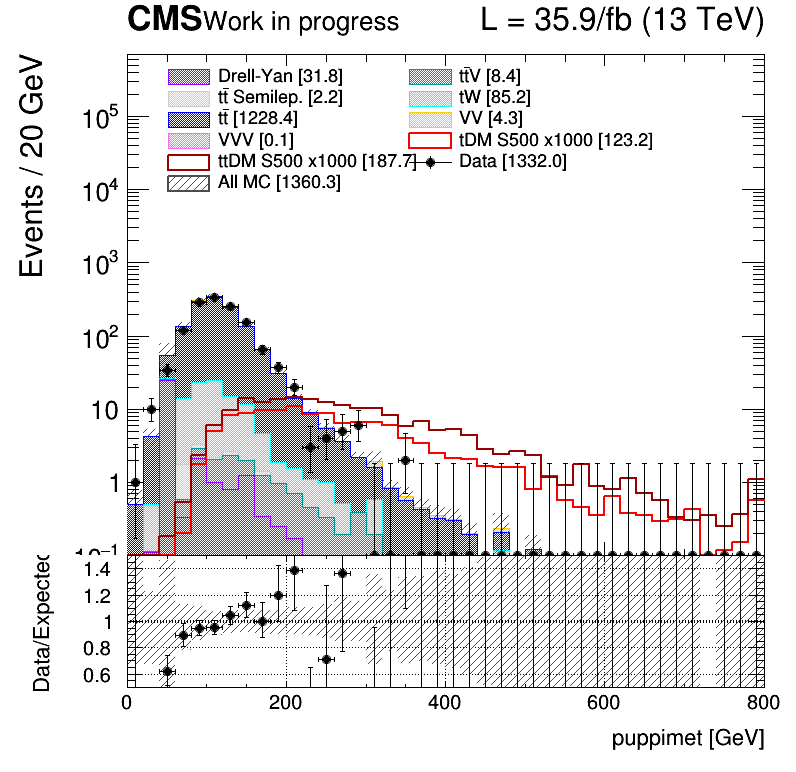 CMS Work in progress L = 35.9/fb (13 TeV)
Events / 20 GeV
Drell-Yan [31.8] tt̄V [8.4]
tt̄ Semilep. [2.2] tW [85.2]
tt̄ [1228.4] VV [4.3]
VVV [0.1] tDM S500 x1000 [123.2]
ttDM S500 x1000 [187.7] Data [1332.0]
All MC [1360.3]
10⁵
10⁴
10³
10²
10
1
10⁻¹
Data/Expected
1.4
1.2
1
0.8
0.6
0 200 400 600 800
puppimet [GeV]